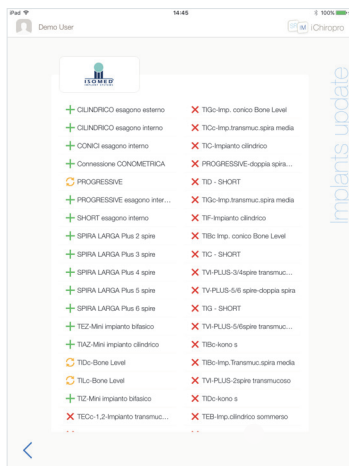 iPad
14:45
100%
Demo User
iM iChiropro
Implants update
ISOMED
IMPLANT SYSTEMS
CILINDRICO esagono esterno
CILINDRICO esagono interno
CONICI esagono interno
Connessione CONOMETRICA
PROGRESSIVE
PROGRESSIVE esagono inter...
SHORT esagono interno
SPIRA LARGA Plus 2 spire
SPIRA LARGA Plus 3 spire
SPIRA LARGA Plus 4 spire
SPIRA LARGA Plus 5 spire
SPIRA LARGA Plus 6 spire
TEZ-Mini impianto bifasico
TIAZ-Mini impianto cilindrico
TIDc-Bone Level
TILc-Bone Level
TIZ-Mini impianto bifasico
TECc-1,2-Impianto transmuc...
TIGc-Imp. conico Bone Level
TICc-Imp.transmuc.spira media
TIC-Impianto cilindrico
PROGRESSIVE-doppia spira...
TID - SHORT
TIGc-Imp.transmuc.spira media
TIF-Impianto cilindrico
TIBc Imp. conico Bone Level
TIC - SHORT
TVI-PLUS-3/4spire transmuc...
TV-PLUS-5/6 spire-doppia spira
TIG - SHORT
TVI-PLUS-5/6spire transmuc...
TIBc-kono s
TIBc-Imp.Transmuc.spira media
TVI-PLUS-2spire transmucoso
TIDc-kono s
TEB-Imp.cilindrico sommerso